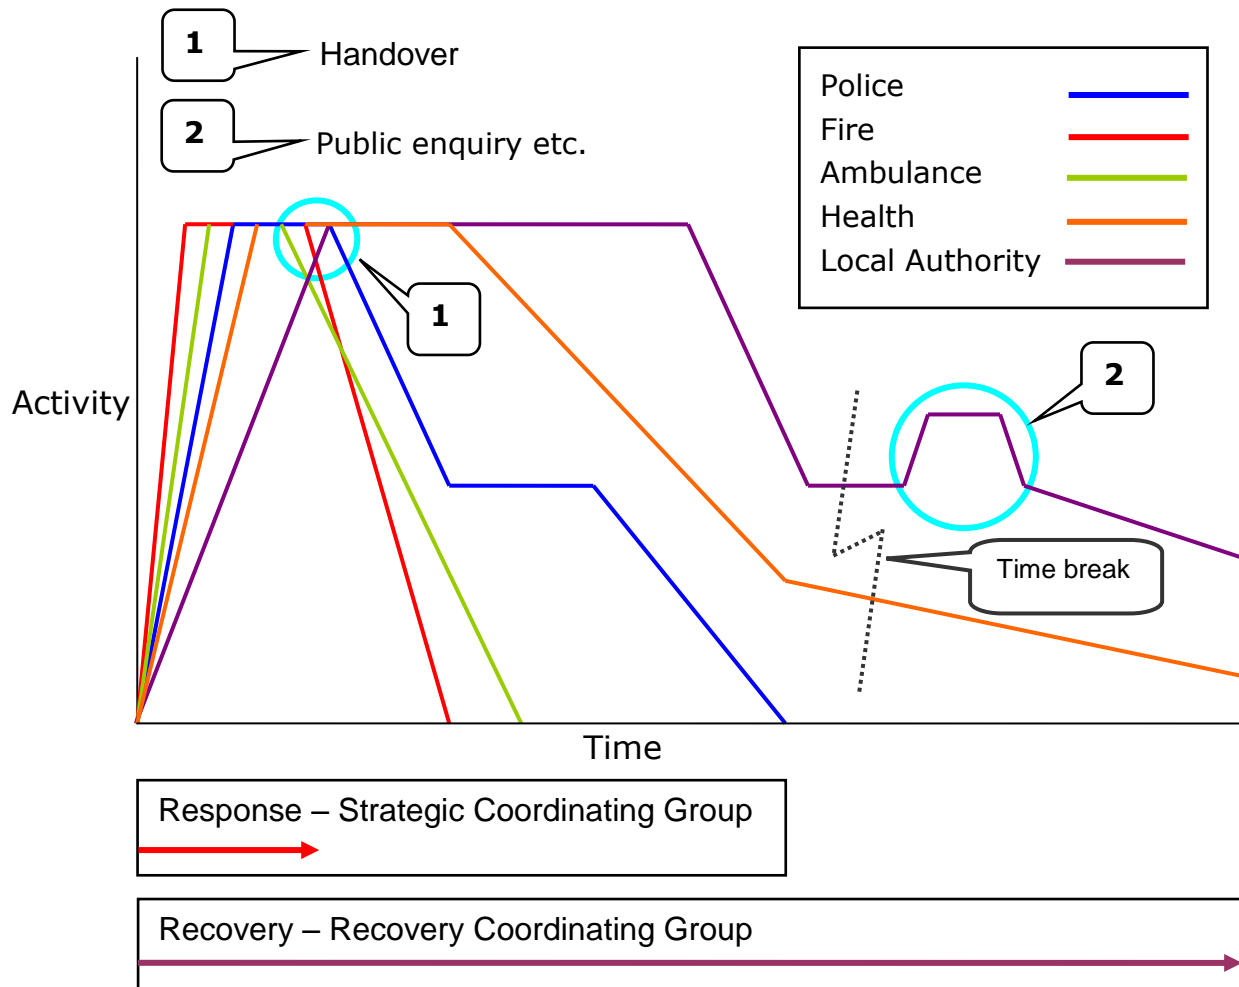 1
Handover
2
Public enquiry etc.
Police
Fire
Ambulance
Health
Local Authority
1
2
Activity
Time break
Time
Response – Strategic Coordinating Group
Recovery – Recovery Coordinating Group